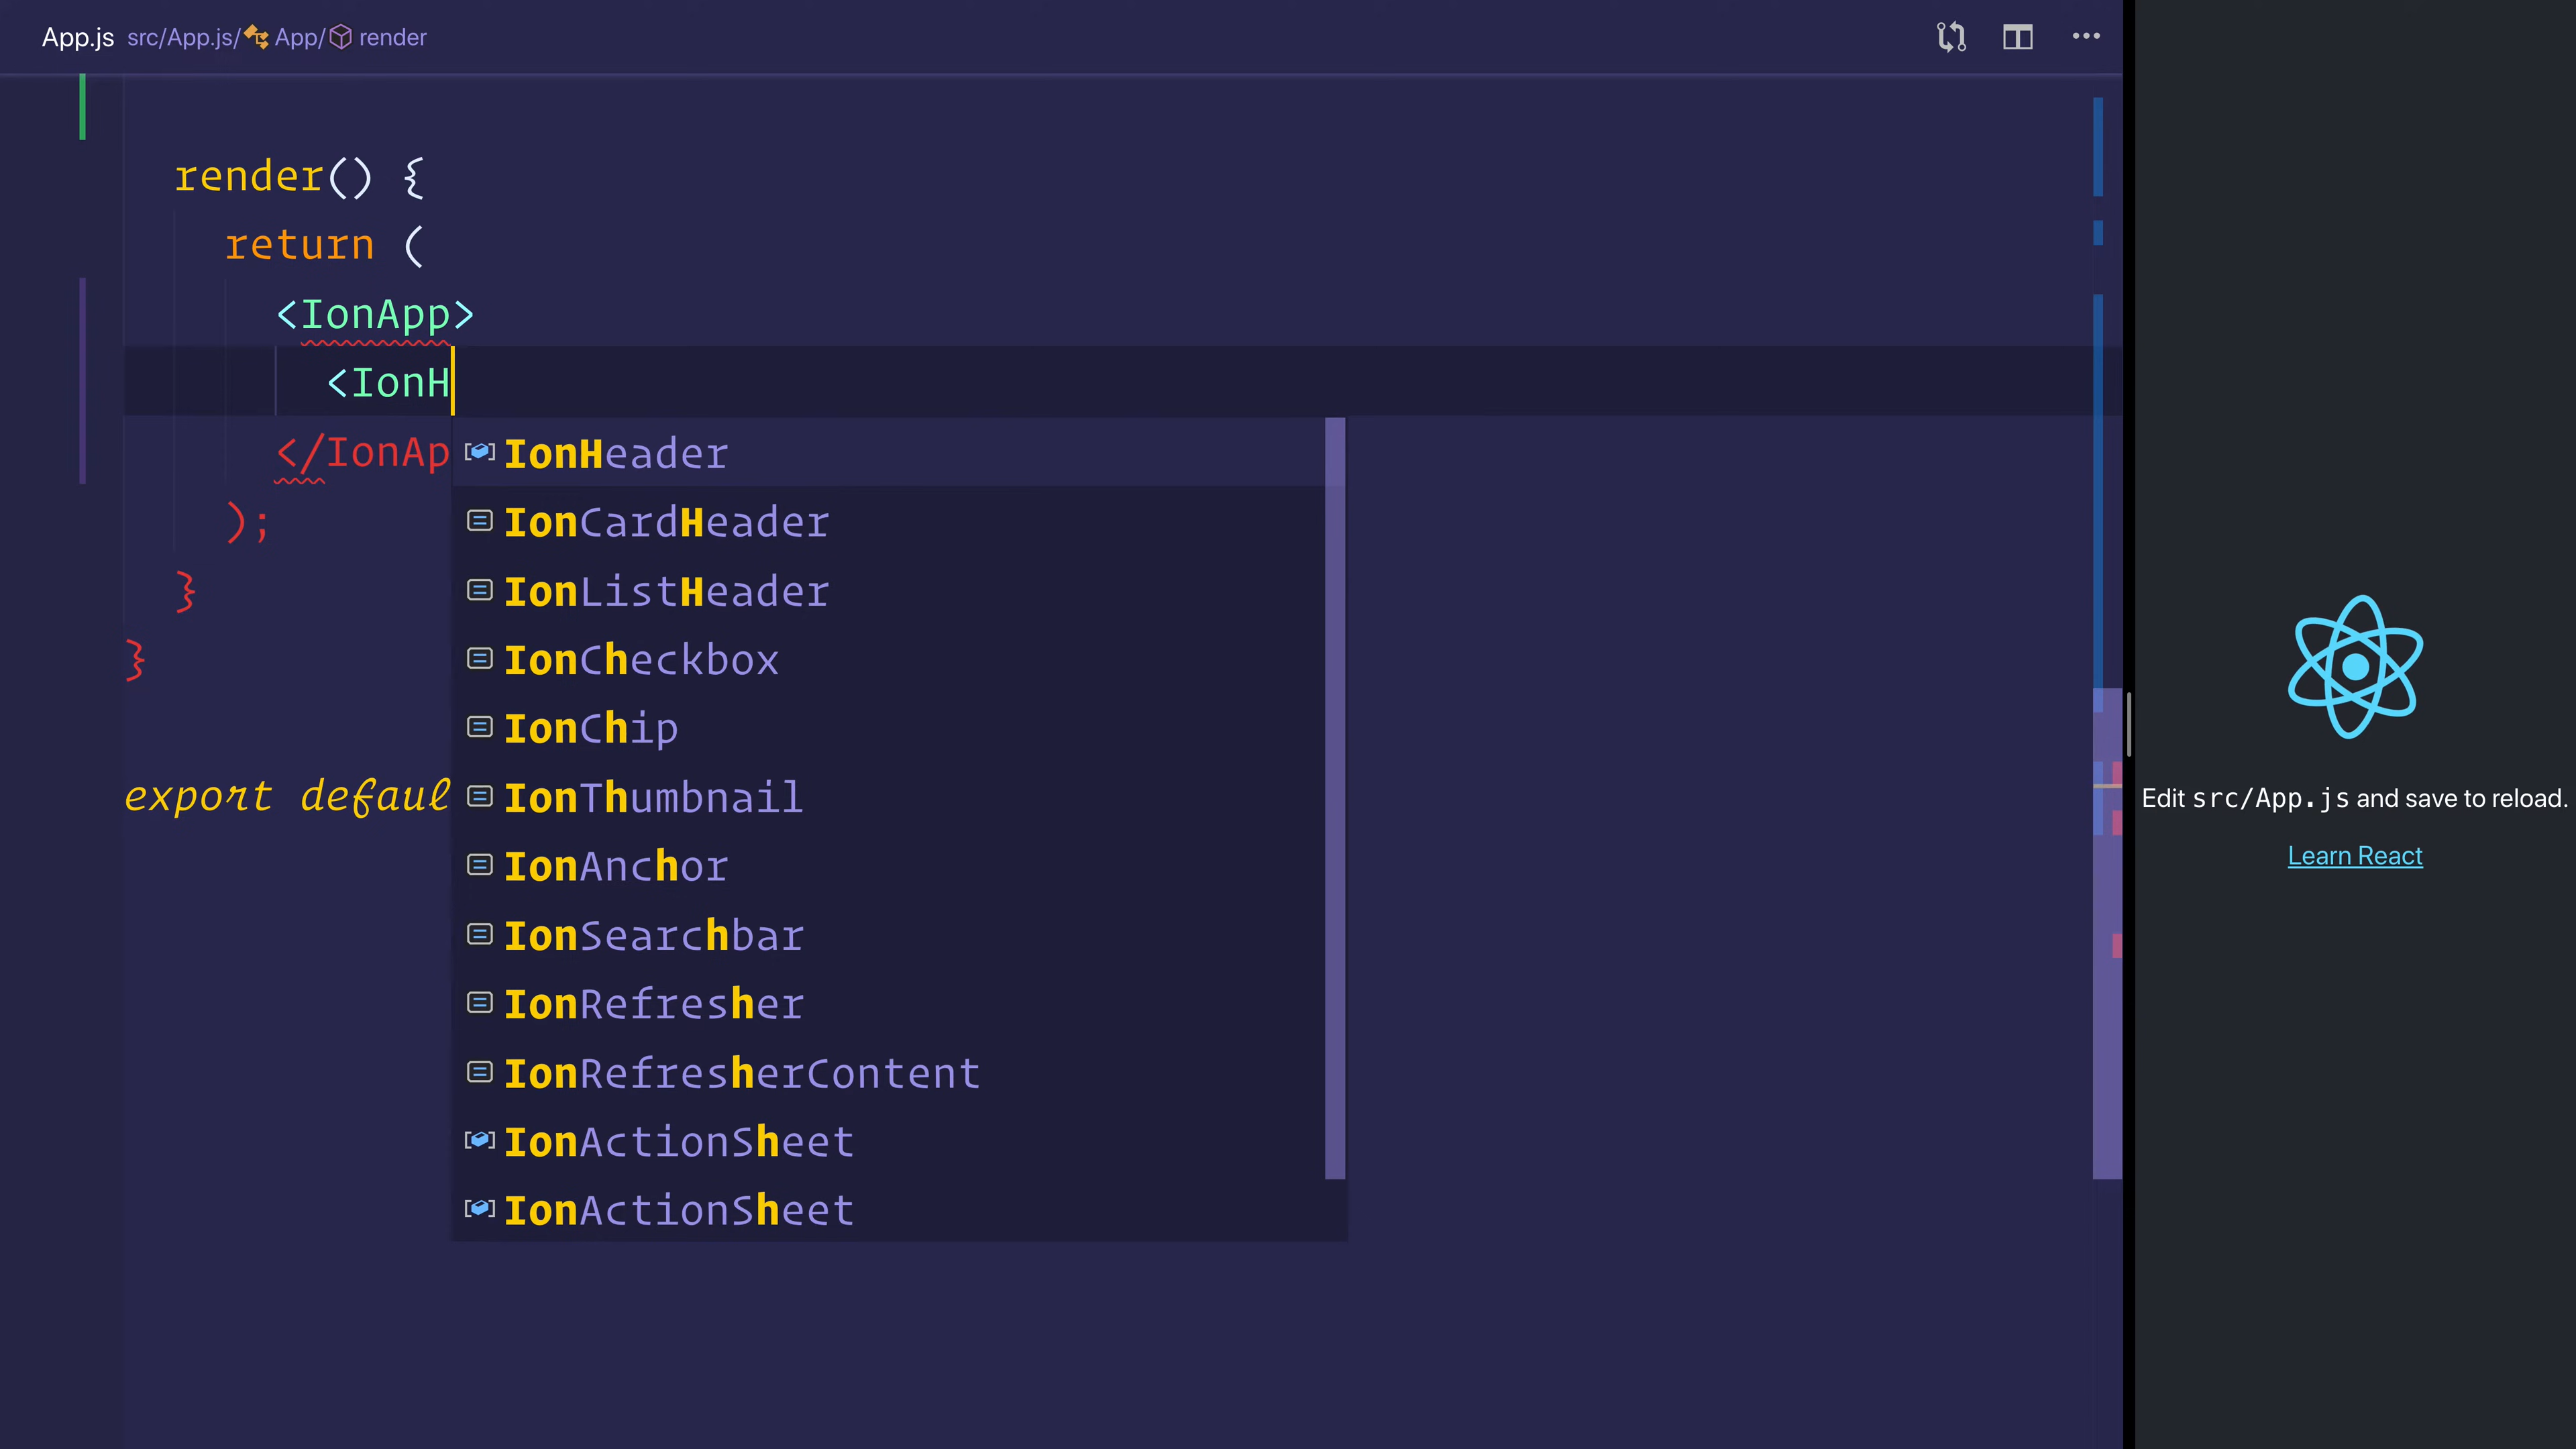 App.js src/App.js/ App/ render
render() {
return (
<IonApp>
<IonH
</IonAp
);
}
}
export defaul
IonHeader
IonCardHeader
IonListHeader
IonCheckbox
IonChip
IonThumbnail
IonAnchor
IonSearchbar
IonRefresher
IonRefresherContent
IonActionSheet
IonActionSheet
Edit src/App.js and save to reload.
Learn React